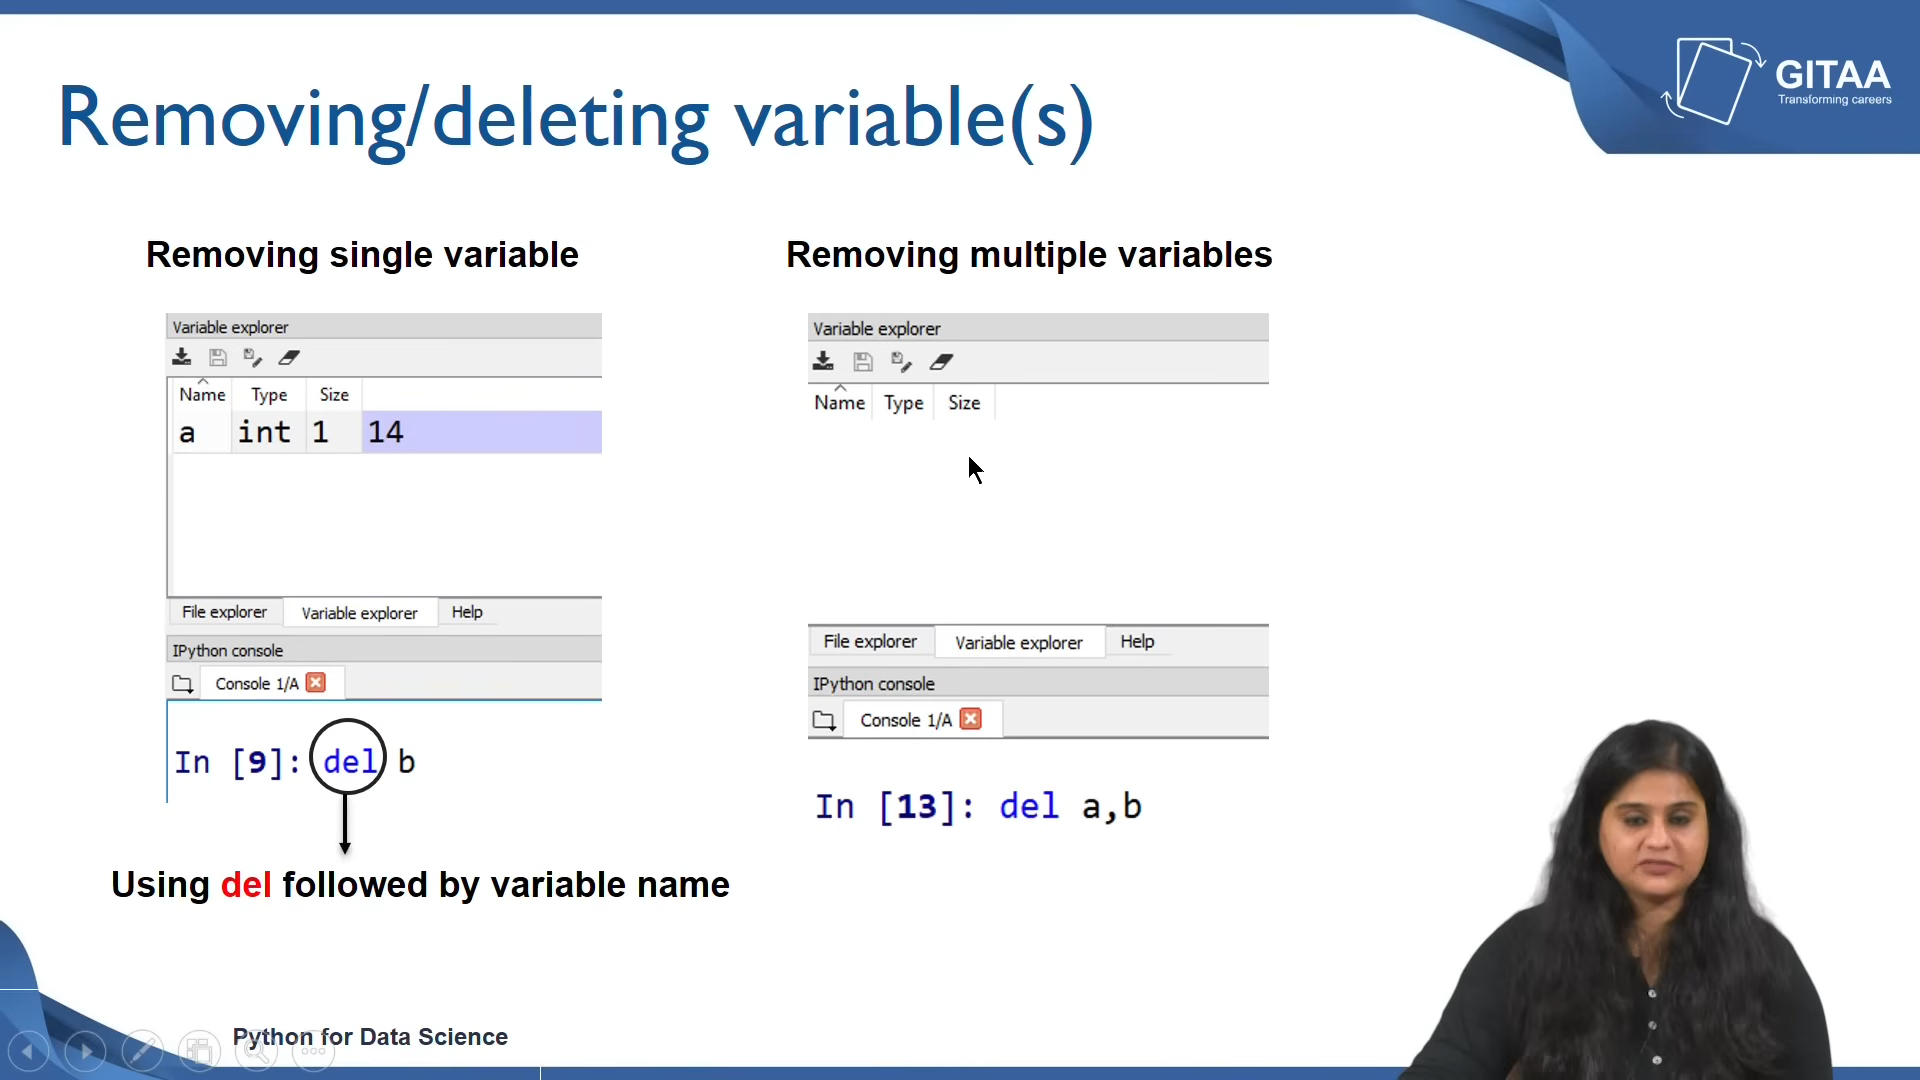 GITAA
Transforming careers
Removing/deleting variable(s)
Removing single variable
Variable explorer
Name Type Size
a int 1 14
File explorer Variable explorer Help
IPython console
Console 1/A
In [9]: del b
Using del followed by variable name
Removing multiple variables
Variable explorer
Name Type Size
File explorer Variable explorer Help
IPython console
Console 1/A
In [13]: del a,b
Python for Data Science